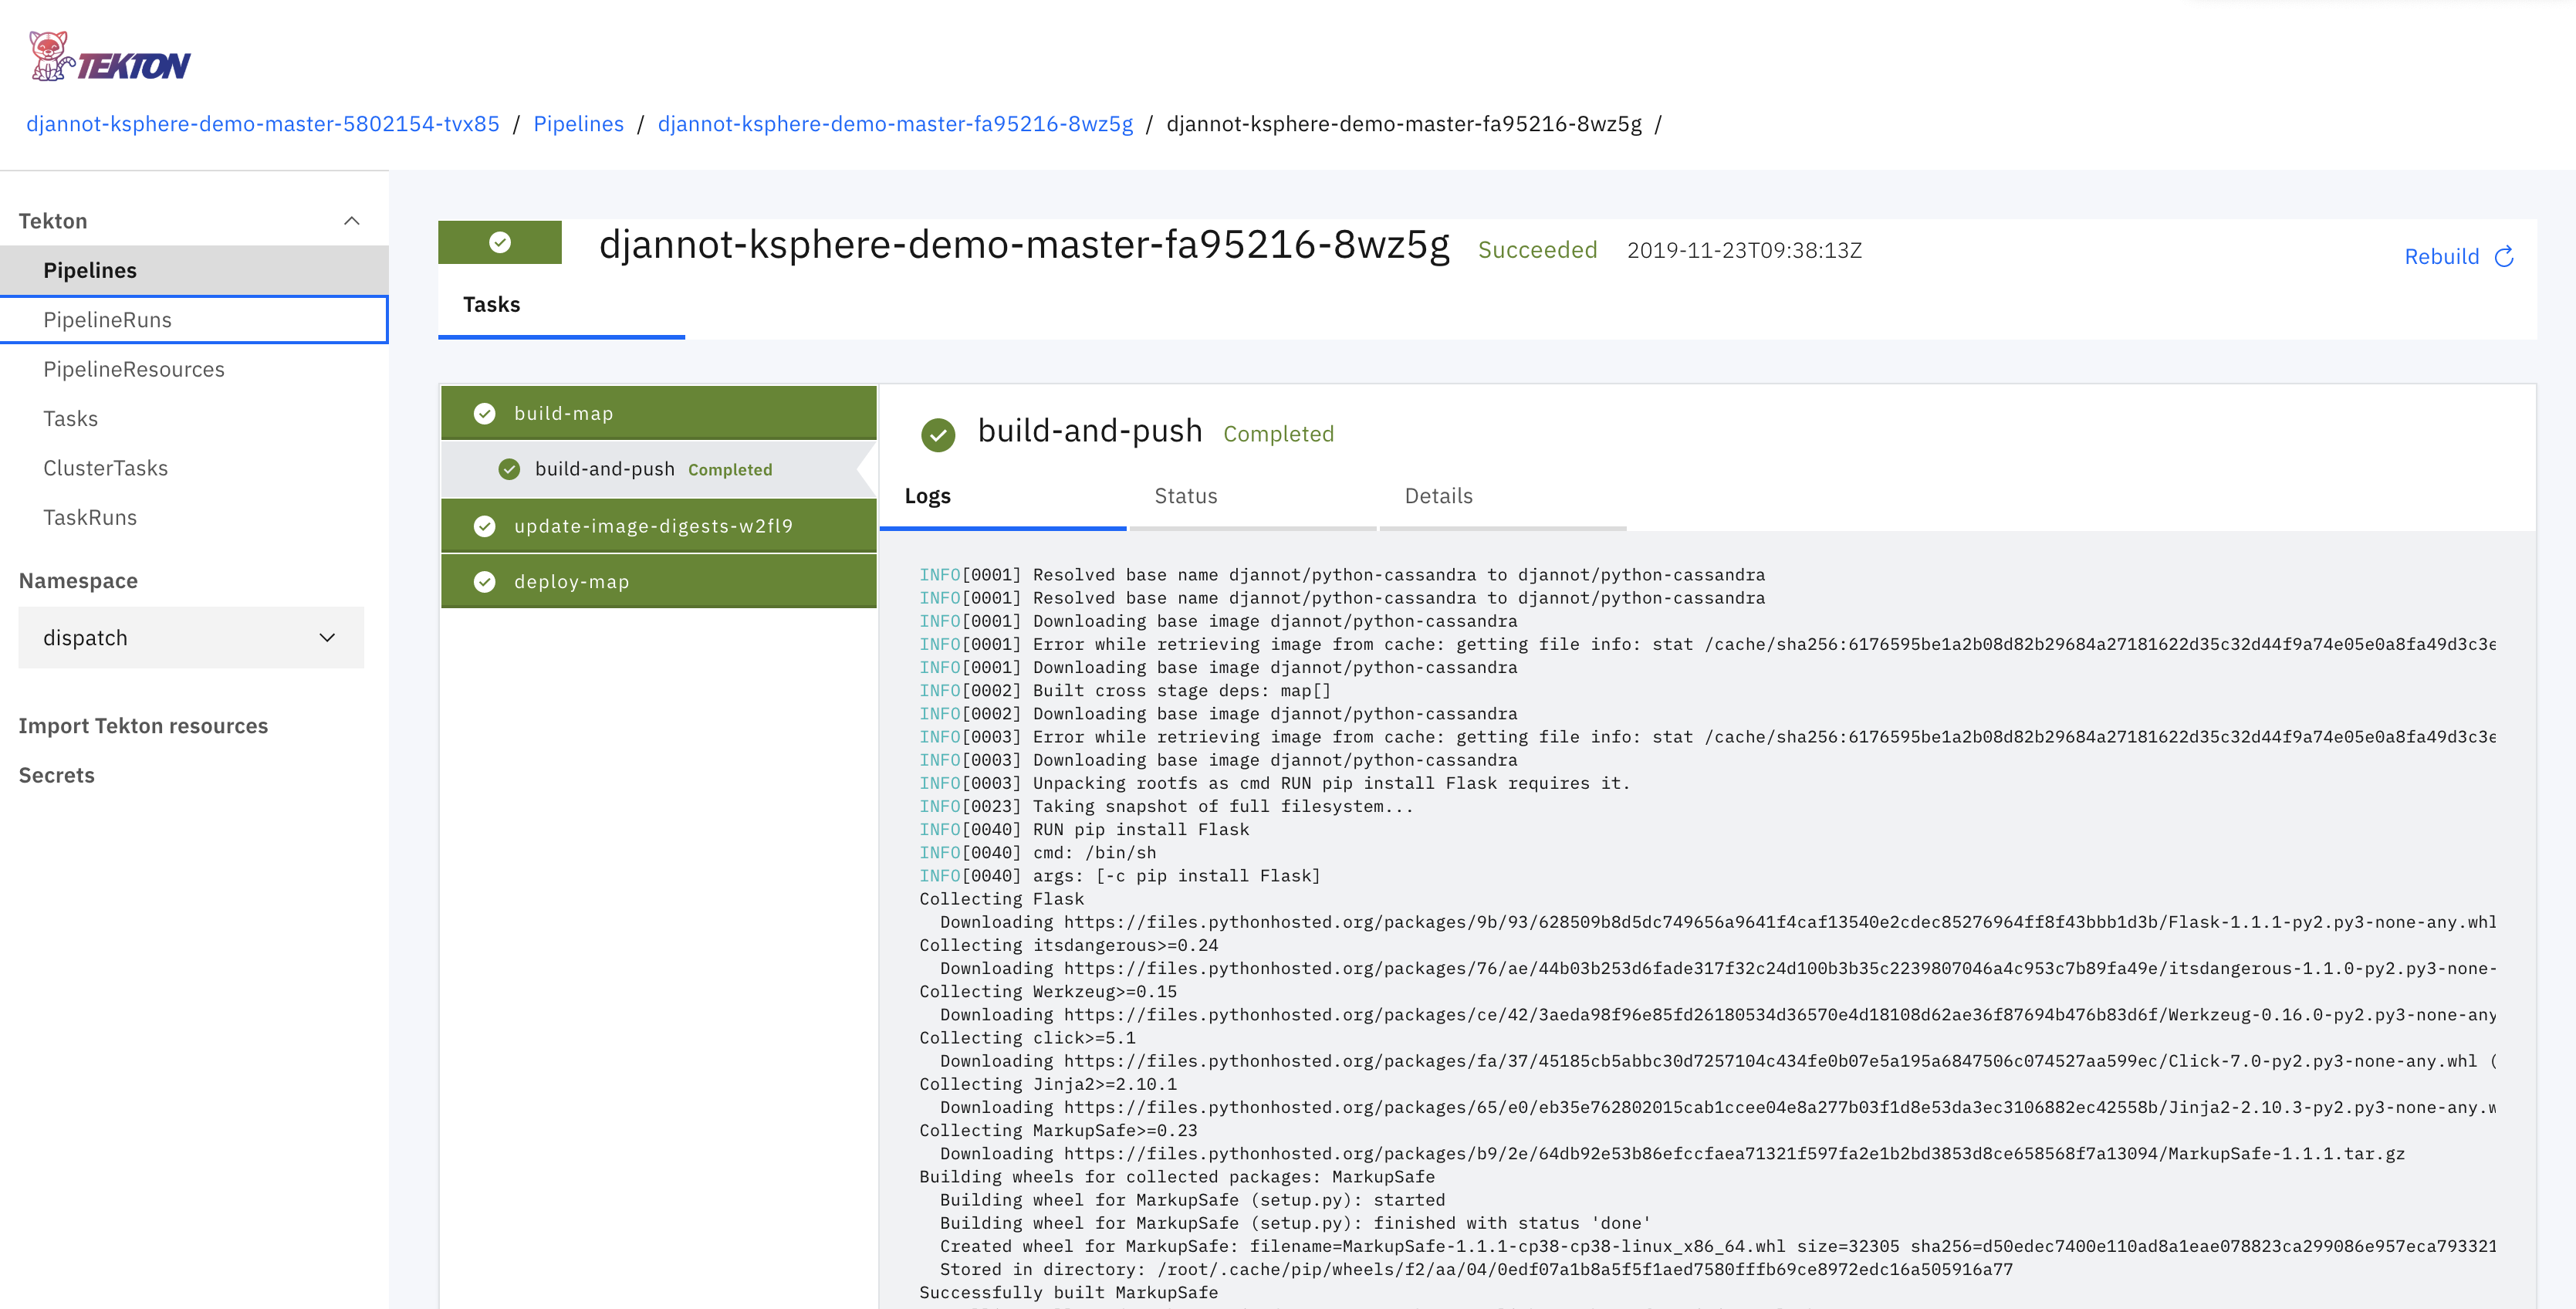 TEKTON
djannot-ksphere-demo-master-5802154-tvx85 / Pipelines / djannot-ksphere-demo-master-fa95216-8wz5g / djannot-ksphere-demo-master-fa95216-8wz5g /
Tekton
Pipelines
PipelineRuns
PipelineResources
Tasks
ClusterTasks
TaskRuns
Namespace
dispatch
Import Tekton resources
Secrets
djannot-ksphere-demo-master-fa95216-8wz5g Succeeded 2019-11-23T09:38:13Z
Rebuild
Tasks
build-map
build-and-push Completed
update-image-digests-w2fl9
deploy-map
build-and-push Completed
Logs Status Details
INFO[0001] Resolved base name djannot/python-cassandra to djannot/python-cassandra
INFO[0001] Resolved base name djannot/python-cassandra to djannot/python-cassandra
INFO[0001] Downloading base image djannot/python-cassandra
INFO[0001] Error while retrieving image from cache: getting file info: stat /cache/sha256:6176595be1a2b08d82b29684a27181622d35c32d44f9a74e05e0a8fa49d3c3e
INFO[0001] Downloading base image djannot/python-cassandra
INFO[0002] Built cross stage deps: map[]
INFO[0002] Downloading base image djannot/python-cassandra
INFO[0003] Error while retrieving image from cache: getting file info: stat /cache/sha256:6176595be1a2b08d82b29684a27181622d35c32d44f9a74e05e0a8fa49d3c3e
INFO[0003] Downloading base image djannot/python-cassandra
INFO[0003] Unpacking rootfs as cmd RUN pip install Flask requires it.
INFO[0023] Taking snapshot of full filesystem...
INFO[0040] RUN pip install Flask
INFO[0040] cmd: /bin/sh
INFO[0040] args: [-c pip install Flask]
Collecting Flask
Downloading https://files.pythonhosted.org/packages/9b/93/628509b8d5dc749656a9641f4caf13540e2cdec85276964ff8f43bbb1d3b/Flask-1.1.1-py2.py3-none-any.whl
Collecting itsdangerous>=0.24
Downloading https://files.pythonhosted.org/packages/76/ae/44b03b253d6fade317f32c24d100b3b35c2239807046a4c953c7b89fa49e/itsdangerous-1.1.0-py2.py3-none-
Collecting Werkzeug>=0.15
Downloading https://files.pythonhosted.org/packages/ce/42/3aeda98f96e85fd26180534d36570e4d18108d62ae36f87694b476b83d6f/Werkzeug-0.16.0-py2.py3-none-any
Collecting click>=5.1
Downloading https://files.pythonhosted.org/packages/fa/37/45185cb5abbc30d7257104c434fe0b07e5a195a6847506c074527aa599ec/Click-7.0-py2.py3-none-any.whl (
Collecting Jinja2>=2.10.1
Downloading https://files.pythonhosted.org/packages/65/e0/eb35e762802015cab1ccee04e8a277b03f1d8e53da3ec3106882ec42558b/Jinja2-2.10.3-py2.py3-none-any.w
Collecting MarkupSafe>=0.23
Downloading https://files.pythonhosted.org/packages/b9/2e/64db92e53b86efccfaea71321f597fa2e1b2bd3853d8ce658568f7a13094/MarkupSafe-1.1.1.tar.gz
Building wheels for collected packages: MarkupSafe
Building wheel for MarkupSafe (setup.py): started
Building wheel for MarkupSafe (setup.py): finished with status 'done'
Created wheel for MarkupSafe: filename=MarkupSafe-1.1.1-cp38-cp38-linux_x86_64.whl size=32305 sha256=d50edec7400e110ad8a1eae078823ca299086e957eca793321
Stored in directory: /root/.cache/pip/wheels/f2/aa/04/0edf07a1b8a5f5f1aed7580fffb69ce8972edc16a505916a77
Successfully built MarkupSafe